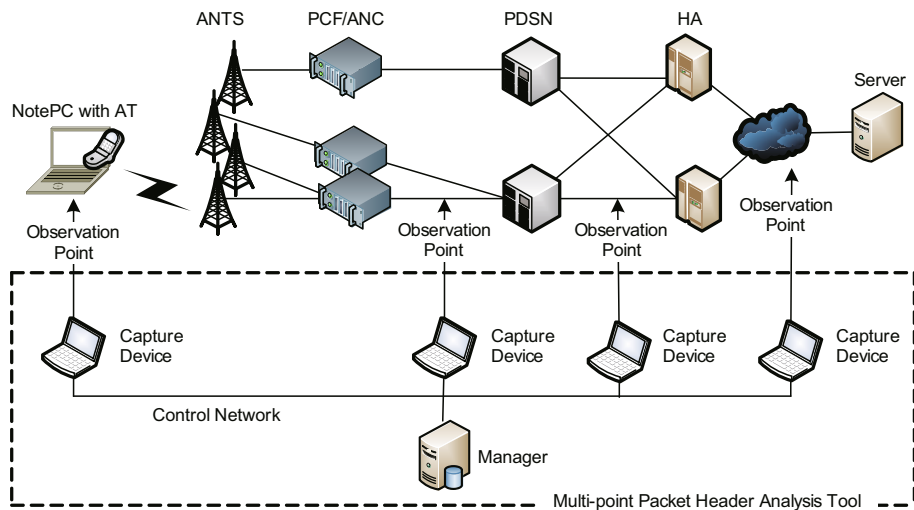 ANTS
PCF/ANC
PDSN
HA
Server
NotePC with AT
Observation
Point
Observation
Point
Observation
Point
Observation
Point
Capture
Device
Capture
Device
Capture
Device
Capture
Device
Control Network
Manager
Multi-point Packet Header Analysis Tool